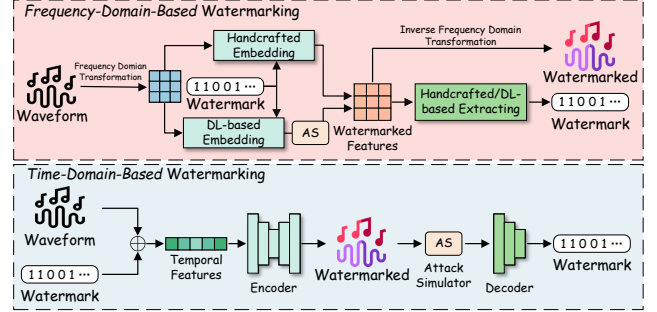 Frequency-Domain-Based Watermarking
Handcrafted
Embedding
Inverse Frequency Domain
Transformation
Frequency Domian
Transformation
Waveform
11001···
Watermark
DL-based
Embedding
AS
Watermarked
Features
Handcrafted/DL-
based Extracting
Watermarked
11001···
Watermark
Time-Domain-Based Watermarking
Waveform
11001···
Watermark
Temporal
Features
Encoder
Watermarked
AS
Attack
Simulator
Decoder
11001···
Watermark